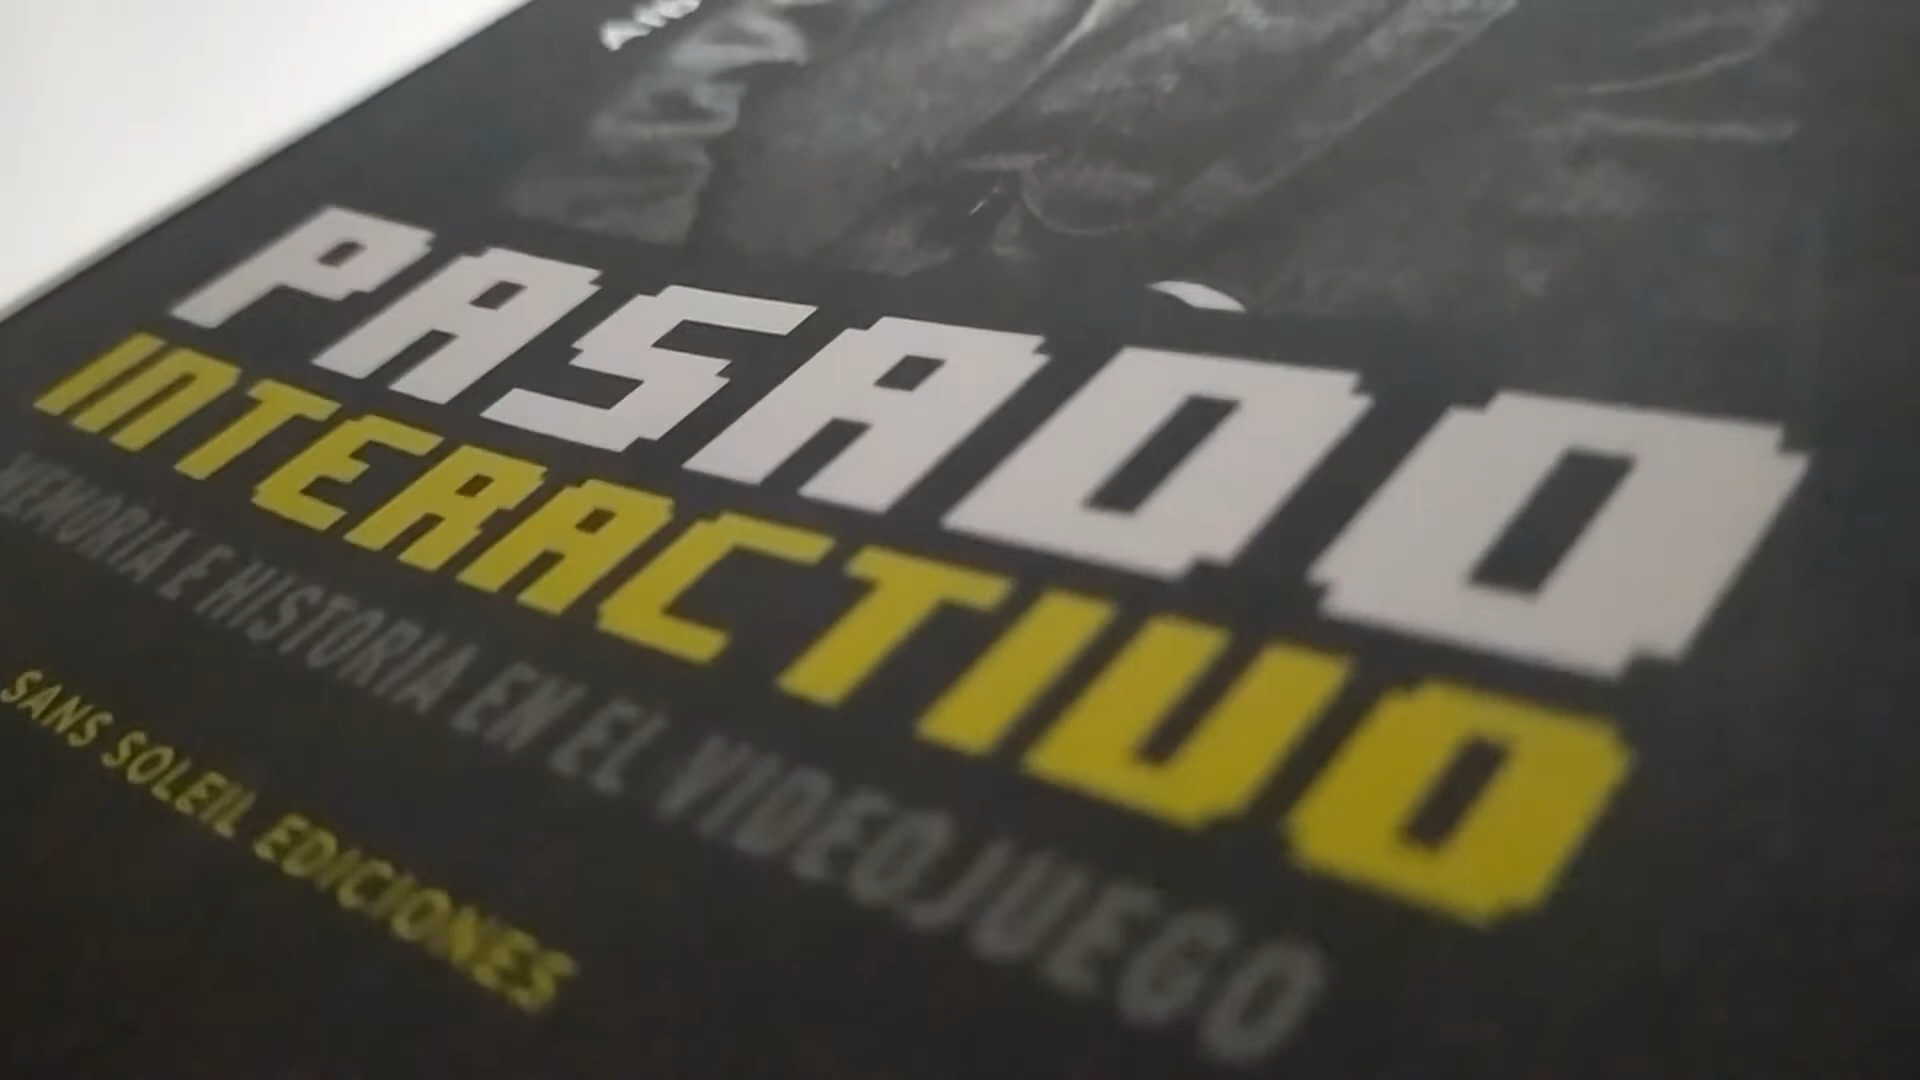 PASADO
INTERACTIVO
MEMORIA E HISTORIA EN EL VIDEOJUEGO
SANS SOLEIL EDICIONES